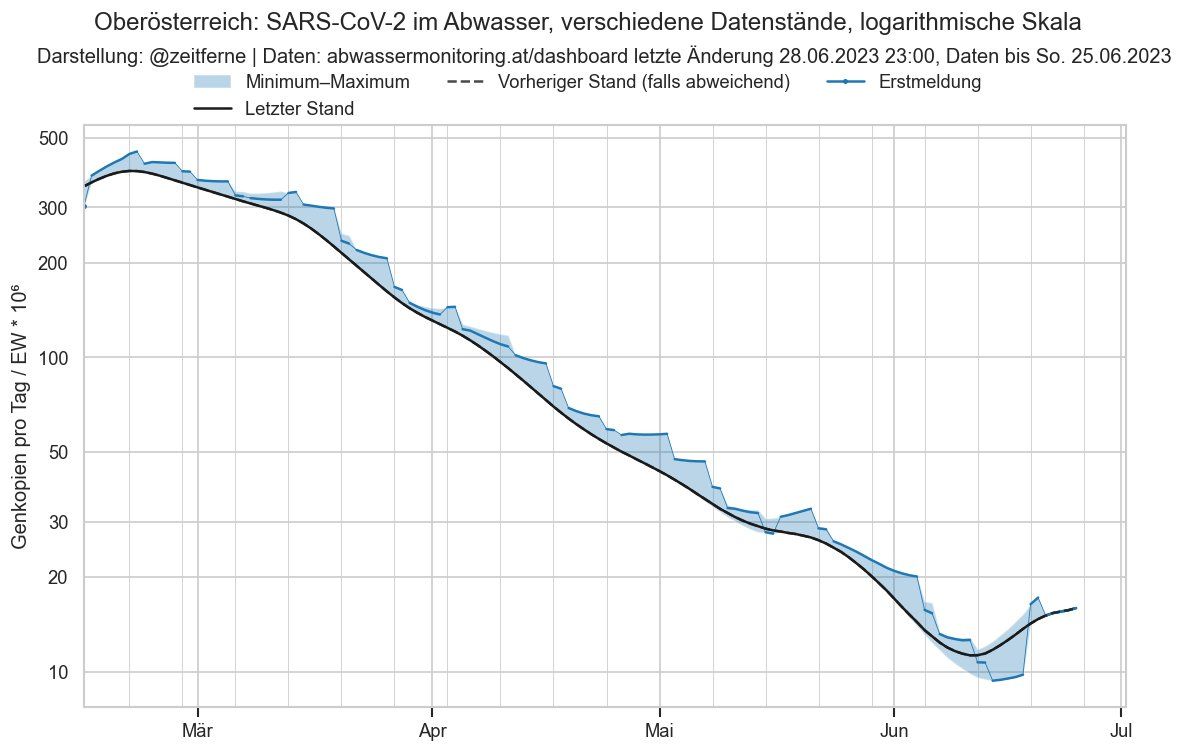 Oberösterreich: SARS-CoV-2 im Abwasser, verschiedene Datenstände, logarithmische Skala
Darstellung: @zeitferne | Daten: abwassermonitoring.at/dashboard letzte Änderung 28.06.2023 23:00, Daten bis So. 25.06.2023
Minimum–Maximum
Vorheriger Stand (falls abweichend)
Erstmeldung
Letzter Stand
Genkopien pro Tag / EW * 10⁶
500
300
200
100
50
30
20
10
Mär
Apr
Mai
Jun
Jul